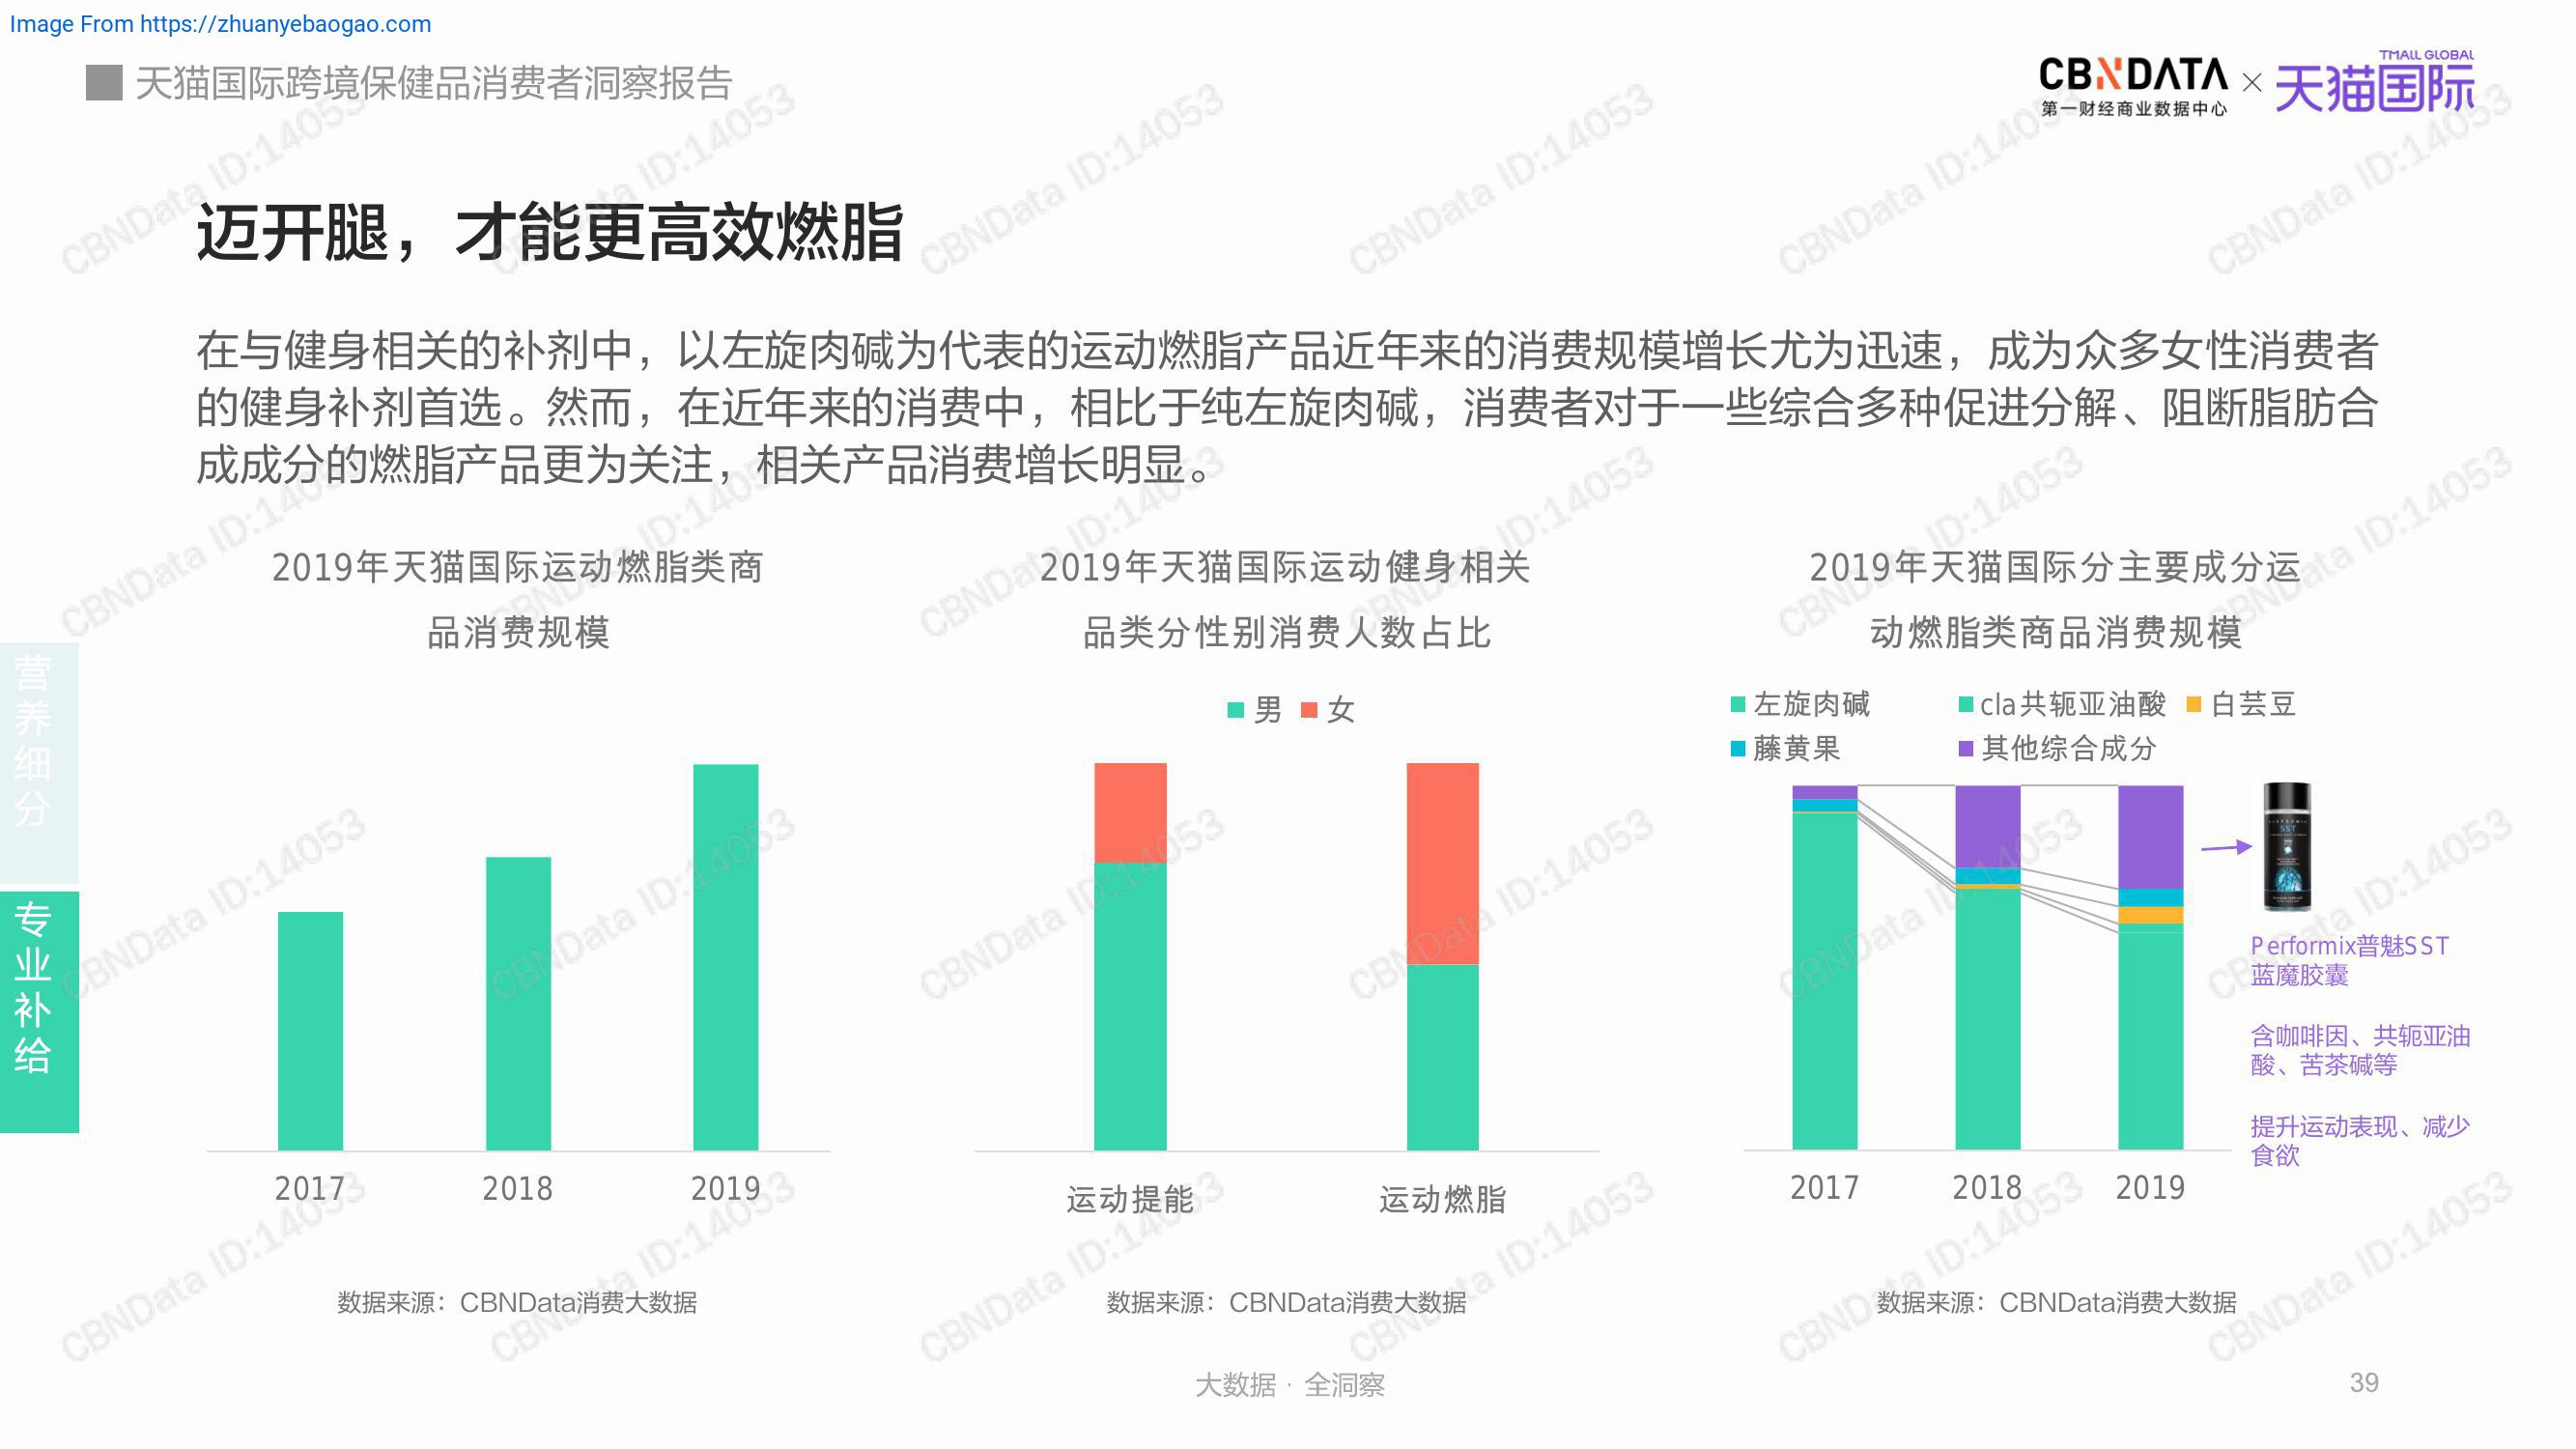 Image From https://zhuanyebaogao.com
天猫国际跨境保健品消费者洞察报告
CBNDATA
第一财经商业数据中心
×
TMALL GLOBAL
天猫国际
迈开腿，才能更高效燃脂
在与健身相关的补剂中，以左旋肉碱为代表的运动燃脂产品近年来的消费规模增长尤为迅速，成为众多女性消费者
的健身补剂首选。然而，在近年来的消费中，相比于纯左旋肉碱，消费者对于一些综合多种促进分解、阻断脂肪合
成成分的燃脂产品更为关注，相关产品消费增长明显。
营养细分
专业补给
2019年天猫国际运动燃脂类商
品消费规模
2017 2018 2019
数据来源：CBNData消费大数据
2019年天猫国际运动健身相关
品类分性别消费人数占比
男 女
运动提能 运动燃脂
数据来源：CBNData消费大数据
2019年天猫国际分主要成分运
动燃脂类商品消费规模
左旋肉碱 cla共轭亚油酸 白芸豆
藤黄果 其他综合成分
2017 2018 2019
SST
Performix普魅SST
蓝魔胶囊
含咖啡因、共轭亚油
酸、苦茶碱等
提升运动表现、减少
食欲
数据来源：CBNData消费大数据
大数据 · 全洞察
39
CBNData ID:14053